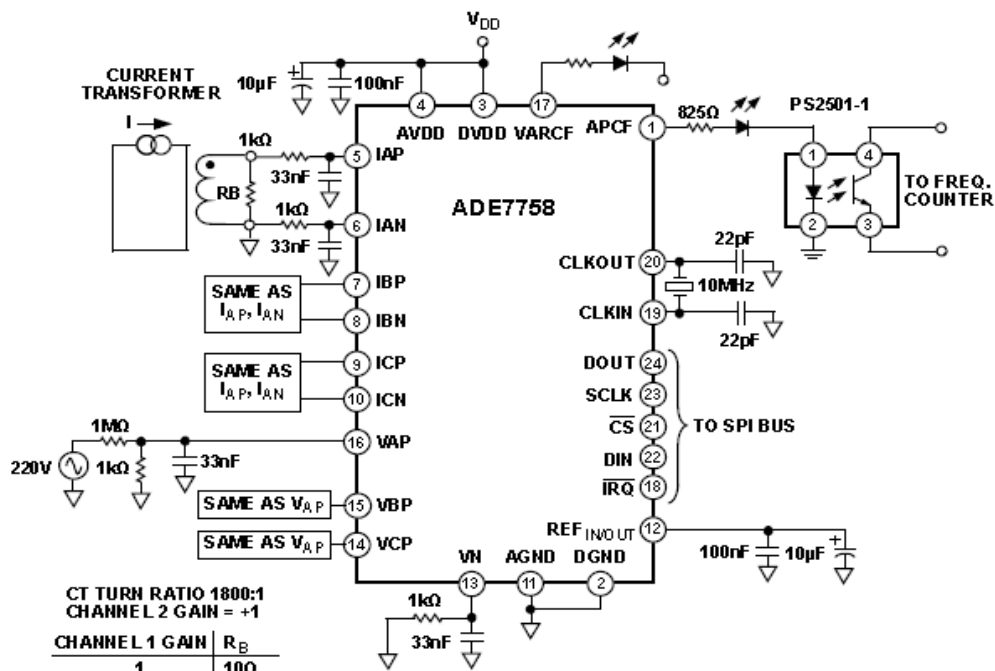 VDD
CURRENT
TRANSFORMER
I
10µF
+
100nF
825Ω
PS2501-1
4
3
17
1
AVDD
DVDD
VARCF
APCF
1
4
2
3
TO FREQ.
COUNTER
1kΩ
5
IAP
33nF
RB
ADE7758
1kΩ
6
IAN
33nF
22pF
CLKOUT
20
10MHz
CLKIN
19
22pF
SAME AS
IAP, IAN
7
IBP
8
IBN
SAME AS
IAP, IAN
9
ICP
10
ICN
DOUT
24
SCLK
23
CS
21
DIN
22
IRQ
18
TO SPI BUS
1MΩ
220V
1kΩ
33nF
16
VAP
SAME AS VAP
15
VBP
SAME AS VAP
14
VCP
REFIN/OUT
12
100nF
10µF
+
VN
AGND
DGND
13
11
2
1kΩ
33nF
CT TURN RATIO 1800:1
CHANNEL 2 GAIN = +1
CHANNEL 1 GAIN RB
1 10Ω